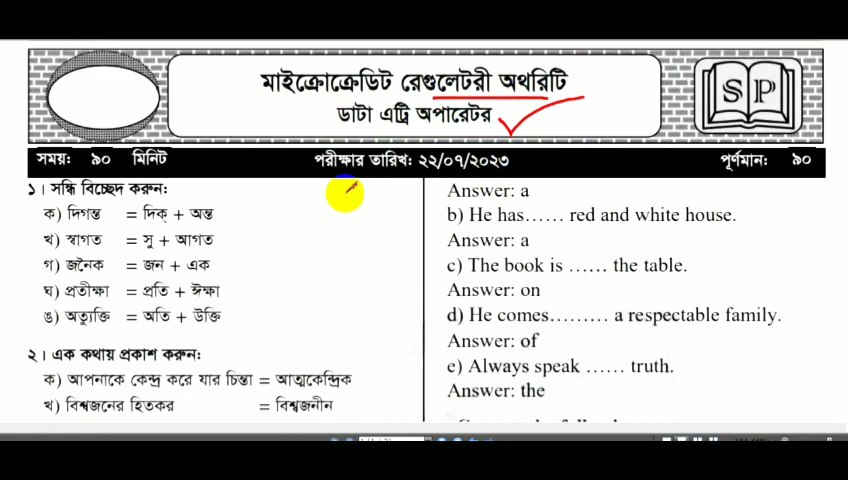 মাইক্রোক্রেডিট রেগুলেটরী অথরিটি
ডাটা এন্ট্রি অপারেটর
SP
সময়: ৯০ মিনিট
পরীক্ষার তারিখ: ২২/০৭/২০২৩
পূর্ণমান: ৯০
১। সন্ধি বিচ্ছেদ করুন:
ক) দিগন্ত = দিক্ + অন্ত
খ) স্বাগত = সু + আগত
গ) জনৈক = জন + এক
ঘ) প্রতীক্ষা = প্রতি + ঈক্ষা
ঙ) অত্যুক্তি = অতি + উক্তি
২। এক কথায় প্রকাশ করুন:
ক) আপনাকে কেন্দ্র করে যার চিন্তা = আত্মকেন্দ্রিক
খ) বিশ্বজনের হিতকর = বিশ্বজনীন
Answer: a
b) He has...... red and white house.
Answer: a
c) The book is ...... the table.
Answer: on
d) He comes......... a respectable family.
Answer: of
e) Always speak ...... truth.
Answer: the